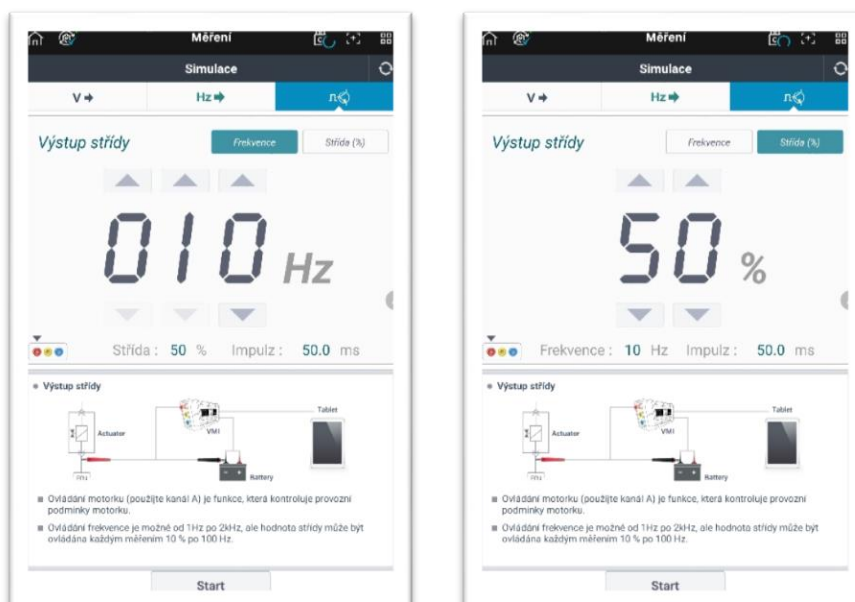 Měření
Simulace
V
Hz
Výstup střídy
Frekvence
Střída (%)
010 Hz
Střída : 50 % Impulz : 50.0 ms
Výstup střídy
Actuator
VMI
Tablet
Battery
Ovládání motorku (použijte kanál A) je funkce, která kontroluje provozní
podmínky motorku.
Ovládání frekvence je možné od 1Hz po 2kHz, ale hodnota střídy může být
ovládána každým měřením 10 % po 100 Hz.
Start
Měření
Simulace
V
Hz
Výstup střídy
Frekvence
Střída (%)
50 %
Frekvence : 10 Hz Impulz : 50.0 ms
Výstup střídy
Actuator
VMI
Tablet
Battery
Ovládání motorku (použijte kanál A) je funkce, která kontroluje provozní
podmínky motorku.
Ovládání frekvence je možné od 1Hz po 2kHz, ale hodnota střídy může být
ovládána každým měřením 10 % po 100 Hz.
Start